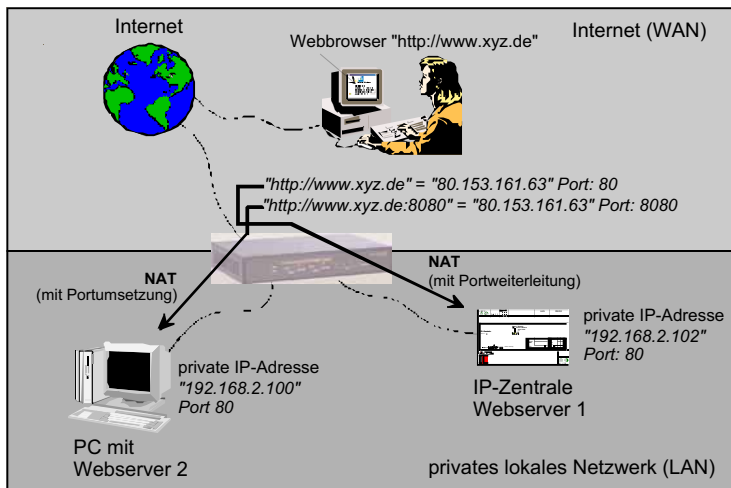 Internet
Internet (WAN)
Webbrowser "http://www.xyz.de"
"http://www.xyz.de" = "80.153.161.63" Port: 80
"http://www.xyz.de:8080" = "80.153.161.63" Port: 8080
NAT
(mit Portumsetzung)
NAT
(mit Portweiterleitung)
private IP-Adresse
"192.168.2.102"
Port: 80
private IP-Adresse
"192.168.2.100"
Port 80
IP-Zentrale
Webserver 1
PC mit
Webserver 2
privates lokales Netzwerk (LAN)